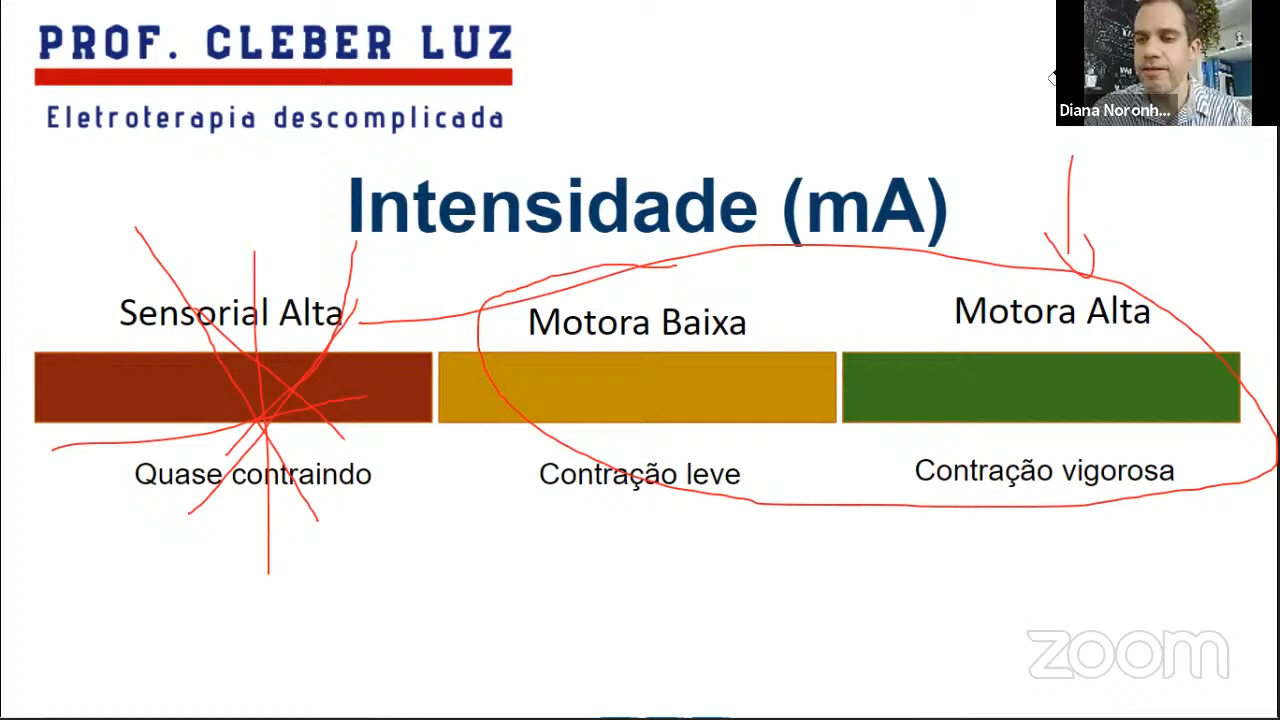 PROF. CLEBER LUZ
Eletroterapia descomplicada
Diana Noronh...
Intensidade (mA)
Sensorial Alta
Motora Baixa
Motora Alta
Quase contraindo
Contração leve
Contração vigorosa
zoom